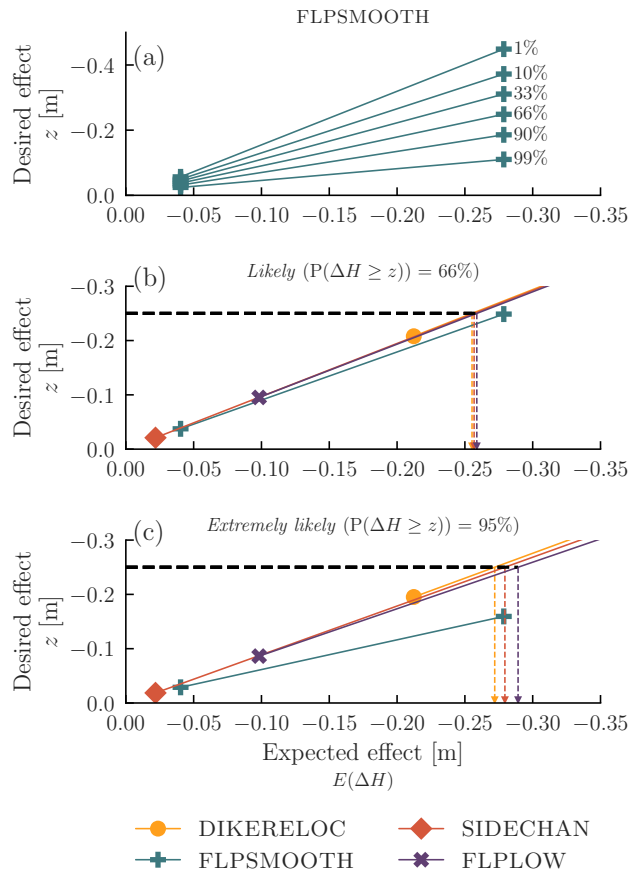 FLPSMOOTH
(a)
Desired effect
z [m]
−0.4
−0.2
0.0
1%
10%
33%
66%
90%
99%
0.00 −0.05 −0.10 −0.15 −0.20 −0.25 −0.30 −0.35
(b)
Likely (P(ΔH ≥ z)) = 66%)
Desired effect
z [m]
−0.3
−0.2
−0.1
0.0
0.00 −0.05 −0.10 −0.15 −0.20 −0.25 −0.30 −0.35
(c)
Extremely likely (P(ΔH ≥ z)) = 95%)
Desired effect
z [m]
−0.3
−0.2
−0.1
0.0
0.00 −0.05 −0.10 −0.15 −0.20 −0.25 −0.30 −0.35
Expected effect [m]
E(ΔH)
DIKERELOC
SIDECHAN
FLPSMOOTH
FLPLOW